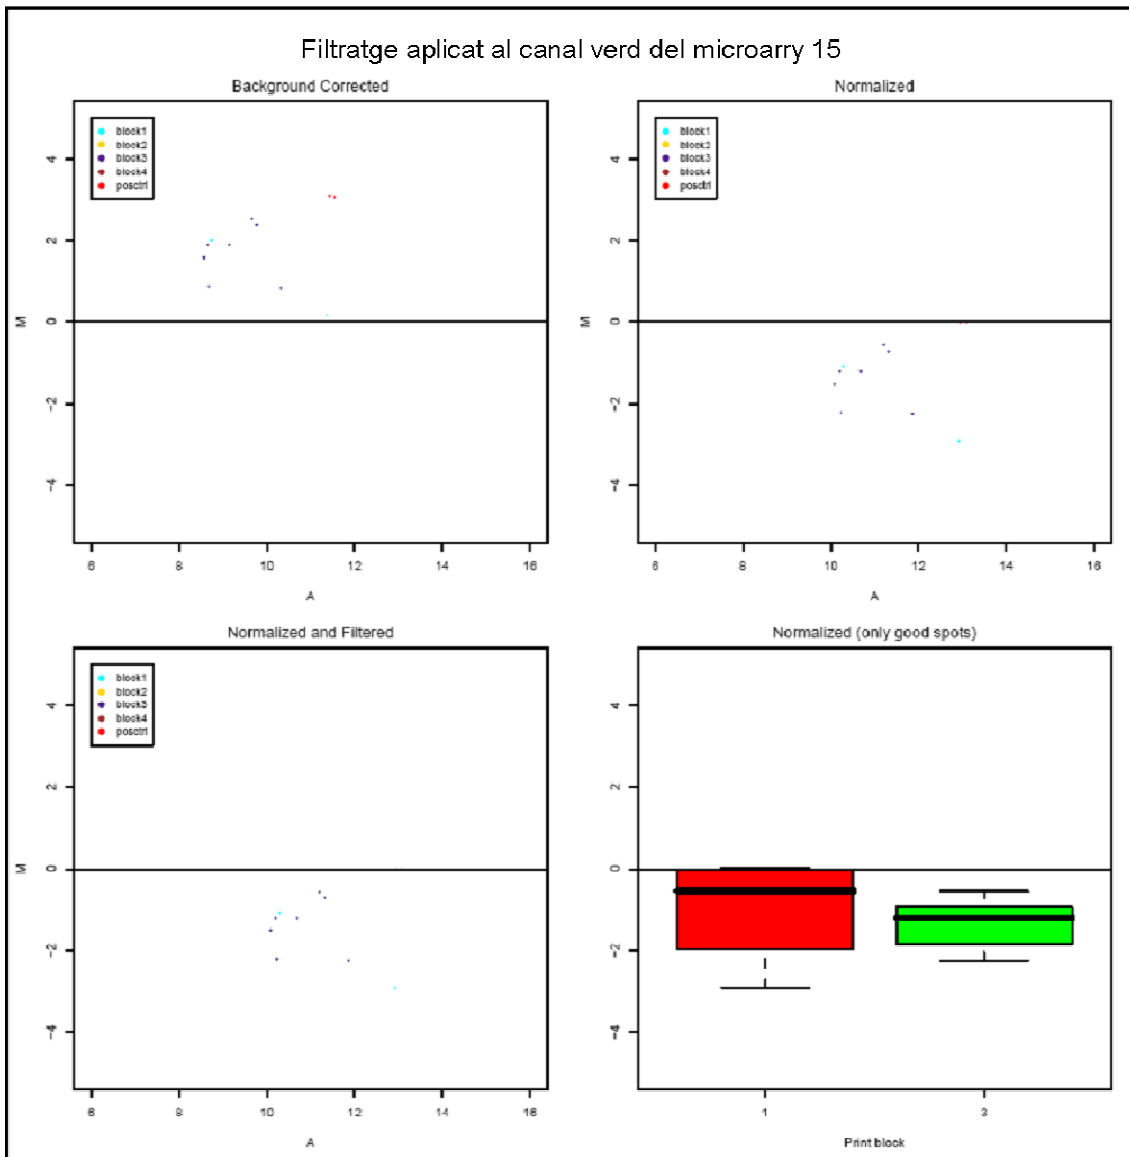 Filtratge aplicat al canal verd del microarry 15
Background Corrected
block1
block2
block3
block4
posctrl
M
4
2
0
-2
-4
6 8 10 12 14 16
A
Normalized
block1
block2
block3
block4
posctrl
M
4
2
0
-2
-4
6 8 10 12 14 16
A
Normalized and Filtered
block1
block2
block3
block4
posctrl
M
4
2
0
-2
-4
6 8 10 12 14 16
A
Normalized (only good spots)
4
2
0
-2
-4
1 3
Print block